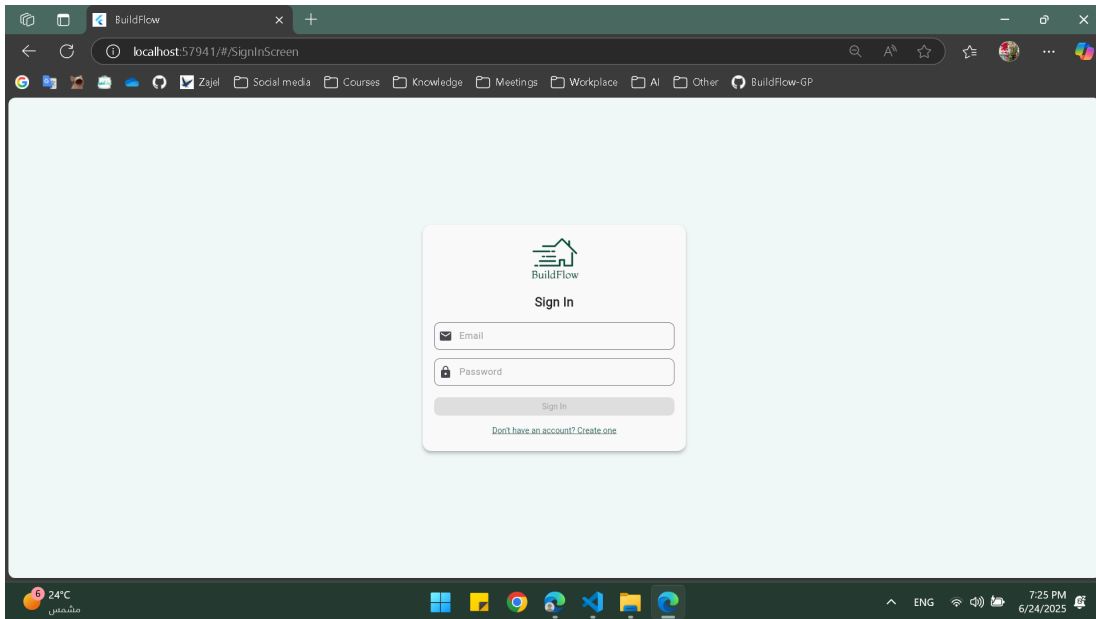 BuildFlow
localhost:57941/#/SignInScreen
Zajel Social media Courses Knowledge Meetings Workplace AI Other BuildFlow-GP
BuildFlow
Sign In
Email
Password
Sign In
Don't have an account? Create one
6
24°C
مشمس
ENG
7:25 PM
6/24/2025